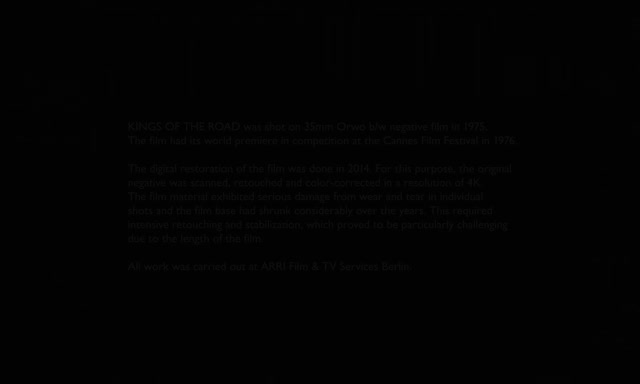 KINGS OF THE ROAD was shot on 35mm Orwo b/w negative film in 1975.
The film had its world premiere in competition at the Cannes Film Festival in 1976.
The digital restoration of the film was done in 2014. For this purpose, the original
negative was scanned, retouched and color-corrected in a resolution of 4K.
The film material exhibited serious damage from wear and tear in individual
shots and the film base had shrunk considerably over the years. This required
intensive retouching and stabilization, which proved to be particularly challenging
due to the length of the film.
All work was carried out at ARRI Film & TV Services Berlin.